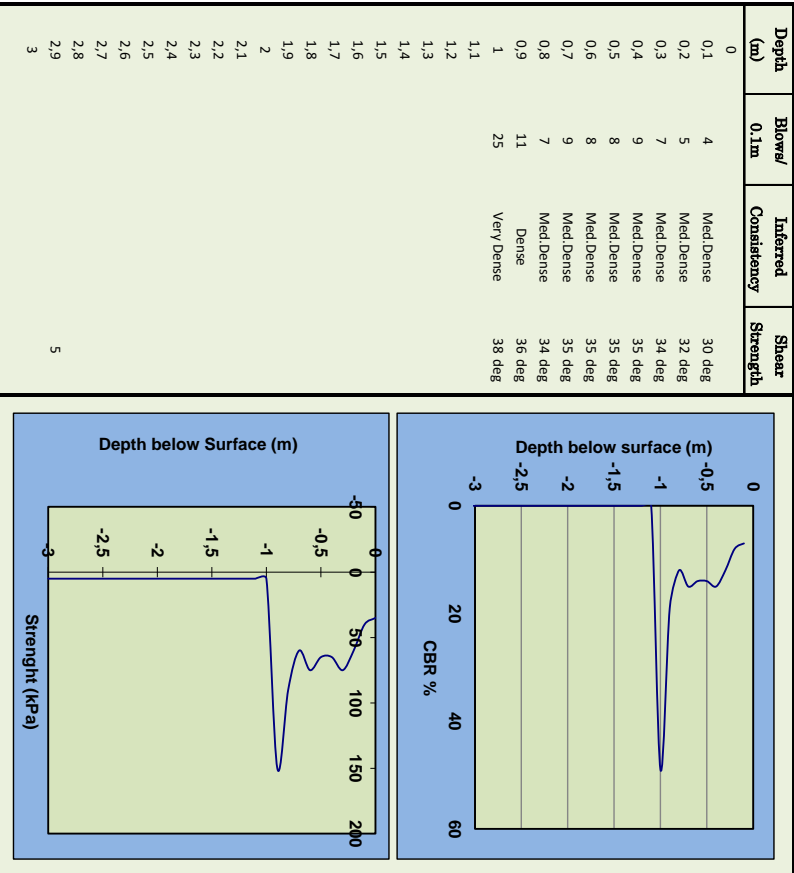 Depth (m) Blows/ 0.1m Inferred Consistency Shear Strength
0
0,1 4 Med.Dense 30 deg
0,2 5 Med.Dense 32 deg
0,3 7 Med.Dense 34 deg
0,4 9 Med.Dense 35 deg
0,5 8 Med.Dense 35 deg
0,6 8 Med.Dense 35 deg
0,7 9 Med.Dense 35 deg
0,8 7 Med.Dense 34 deg
0,9 11 Dense 36 deg
1 25 Very Dense 38 deg
1,1
1,2
1,3
1,4
1,5
1,6
1,7
1,8
1,9
2
2,1
2,2
2,3
2,4
2,5
2,6
2,7
2,8
2,9 5
3
Depth below surface (m)
0
-0,5
-1
-1,5
-2
-2,5
-3
0 20 40 60
CBR %
Depth below Surface (m)
0
-0,5
-1
-1,5
-2
-2,5
-3
-50 0 50 100 150 200
Strenght (kPa)